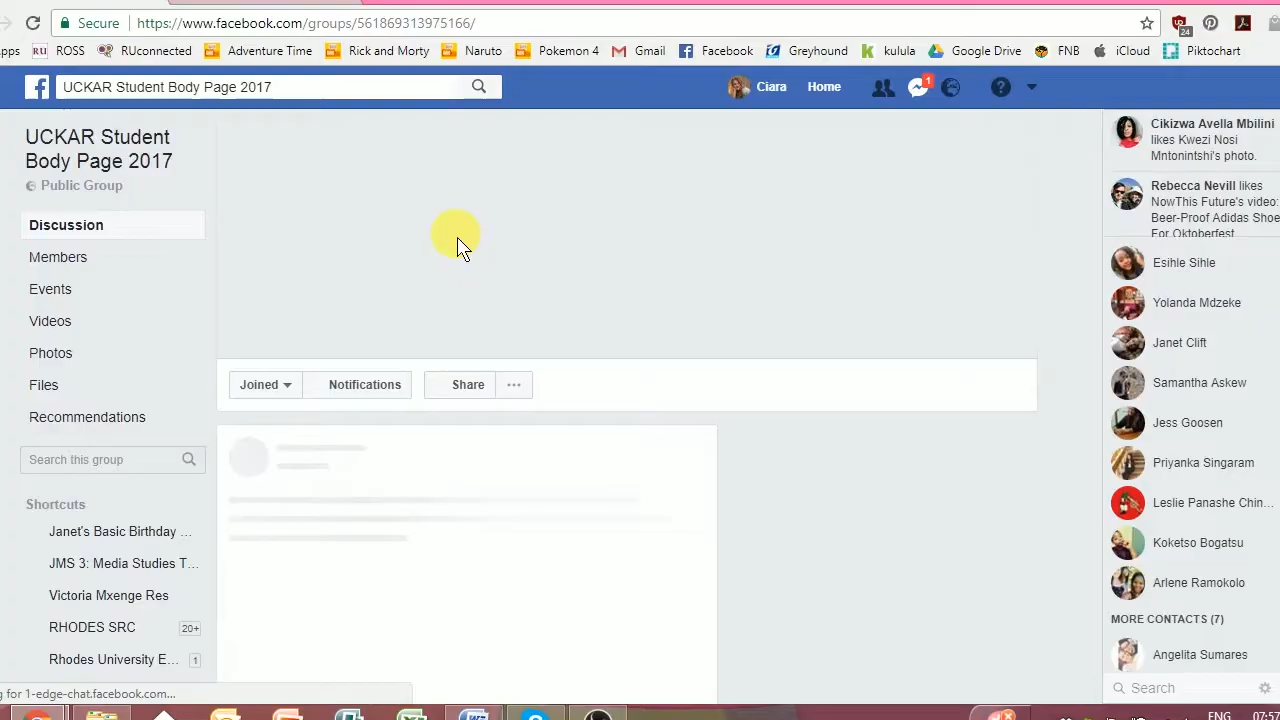 Secure https://www.facebook.com/groups/561869313975166/
24
pps RU ROSS RUconnected Adventure Time Rick and Morty Naruto Pokemon 4 Gmail Facebook Greyhound kulula Google Drive FNB iCloud Piktochart
UCKAR Student Body Page 2017 Ciara Home 1
UCKAR Student
Body Page 2017
Public Group
Discussion
Members
Events
Videos
Photos
Files
Recommendations
Search this group
Shortcuts
Janet's Basic Birthday ...
JMS 3: Media Studies T...
Victoria Mxenge Res
RHODES SRC 20+
Rhodes University E... 1
g for 1-edge-chat.facebook.com...
Joined Notifications Share ...
Cikizwa Avella Mbilini
likes Kwezi Nosi
Mntonintshi's photo.
Rebecca Nevill likes
NowThis Future's video:
Beer-Proof Adidas Shoe
For Oktoberfest
Esihle Sihle
Yolanda Mdzeke
Janet Clift
Samantha Askew
Jess Goosen
Priyanka Singaram
Leslie Panashe Chin...
Koketso Bogatsu
Arlene Ramokolo
MORE CONTACTS (7)
Angelita Sumares
Search
ENG 07:57